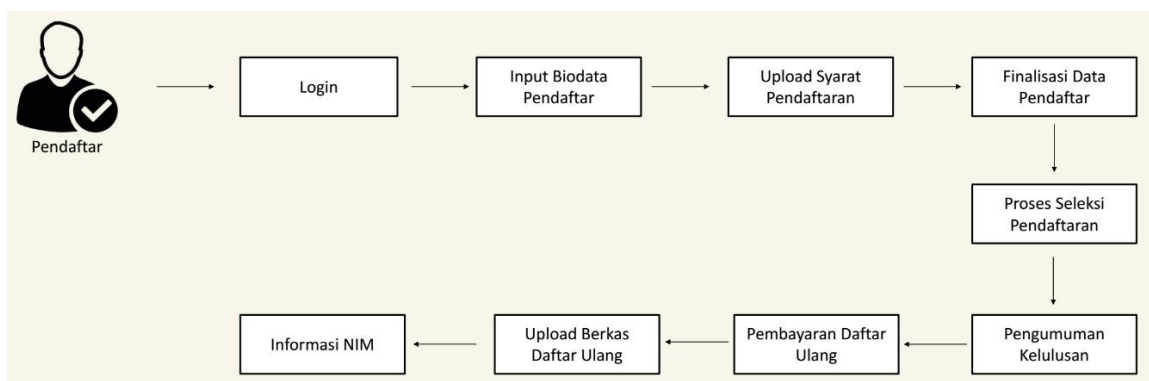 Pendaftar
Login
Input Biodata
Pendaftar
Upload Syarat
Pendaftaran
Finalisasi Data
Pendaftar
Proses Seleksi
Pendaftaran
Pengumuman
Kelulusan
Pembayaran Daftar
Ulang
Upload Berkas
Daftar Ulang
Informasi NIM